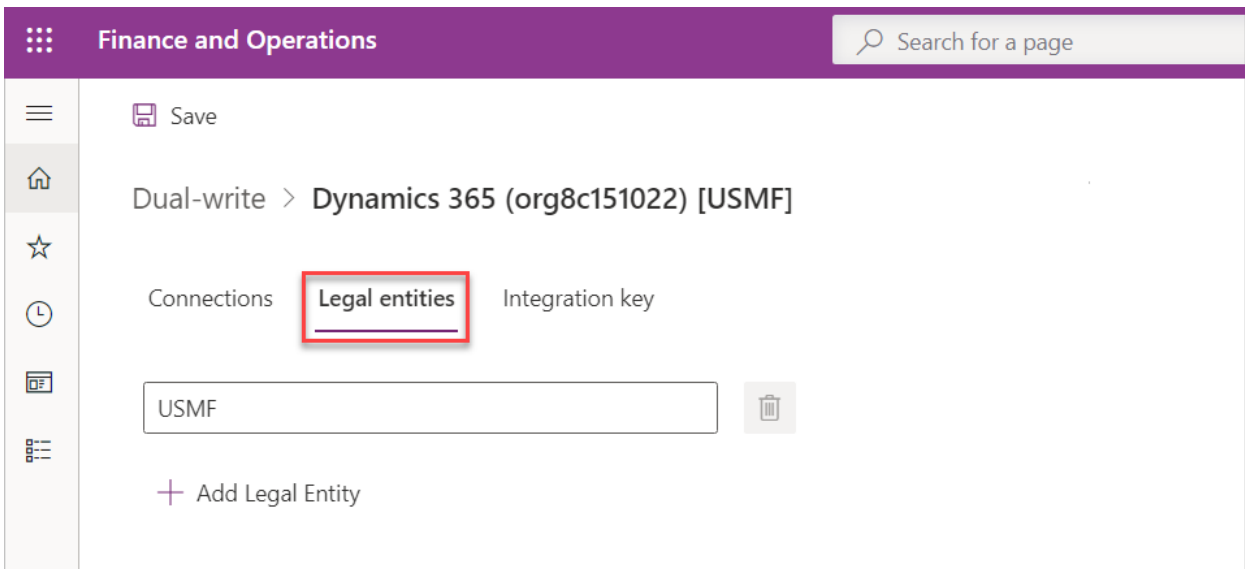 Finance and Operations
Search for a page
Save
Dual-write > Dynamics 365 (org8c151022) [USMF]
Connections Legal entities Integration key
USMF
Add Legal Entity